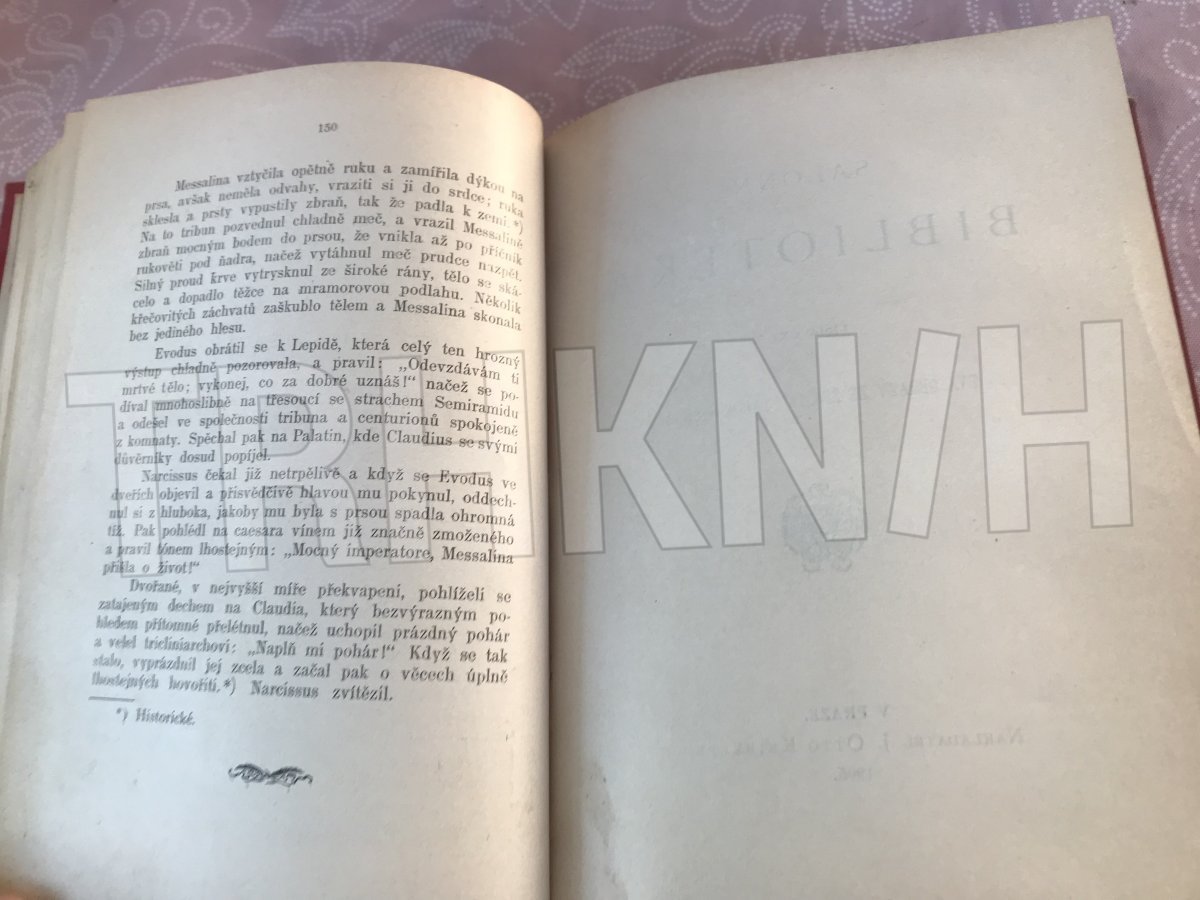 150
Messalina vztyčila opětně ruku a zamířila dýkou na
prsa, avšak neměla odvahy, vraziti si ji do srdce; ruka
sklesla a prsty vypustily zbraň, tak že padla k zemi.*)
Na to tribun pozvednul chladně meč, a vrazil Messalině
zbraň mocným bodem do prsou, že vnikla až po příčník
rukověti pod ňadra, načež vytáhnul meč prudce nazpět.
Silný proud krve vytrysknul ze široké rány, tělo se ská-
celo a dopadlo těžce na mramorovou podlahu. Několik
křečovitých záchvatů zaškublo tělem a Messalina skonala
bez jediného hlesu.
Evodus obrátil se k Lepidě, která celý ten hrozný
výstup chladně pozorovala, a pravil: „Odevzdávám ti
mrtvé tělo; vykonej, co za dobré uznáš!“ načež se po-
díval mnohoslibně na třesoucí se strachem Semiramidu
a odešel ve společnosti tribuna a centurionů spokojeně
z komnaty. Spěchal pak na Palatin, kde Claudius se svými
důvěrníky dosud popíjel.
Narcissus čekal již netrpělivě a když se Evodus ve
dveřích objevil a přisvědčivě hlavou mu pokynul, oddech-
nul si z hluboka, jakoby mu byla s prsou spadla ohromná
tíž. Pak pohlédl na caesara vínem již značně zmoženého
a pravil tónem lhostejným: „Mocný imperatore, Messalina
přišla o život!“
Dvořané, v nejvyšší míře překvapení, pohlíželi se
zatajeným dechem na Claudia, který bezvýrazným po-
hledem přítomné přelétnul, načež uchopil prázdný pohár
a velel tricliniarchovi: „Naplň mi pohár!“ Když se tak
stalo, vyprázdnil jej zcela a začal pak o věcech úplně
lhostejných hovořiti.*) Narcissus zvítězil.
*) Historické.
TRHKNIH
BIBLIOT
V PRAZE.
NAKLADATEL J. OTTO